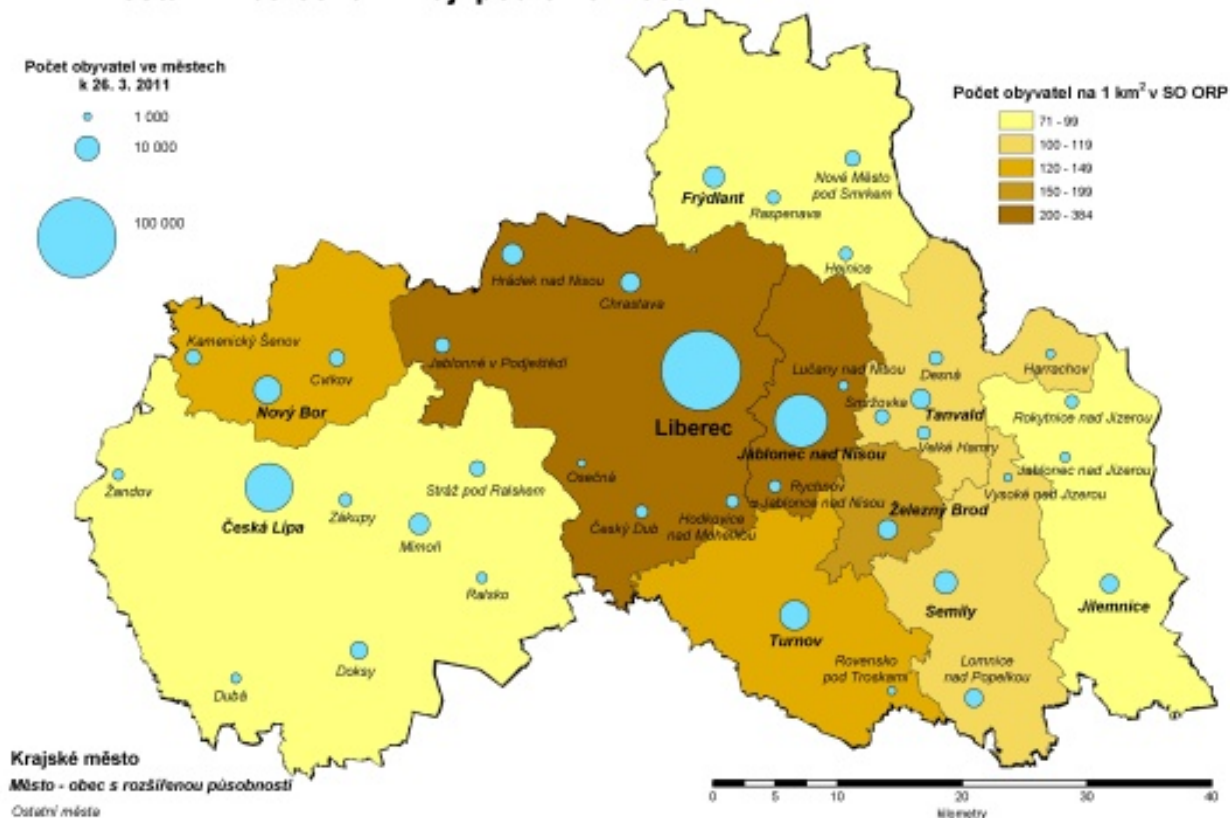 Počet obyvatel ve městech
k 26. 3. 2011
1 000
10 000
100 000
Počet obyvatel na 1 km² v SO ORP
71 - 99
100 - 119
120 - 149
150 - 199
200 - 384
Frýdlant
Nové Město
pod Smrkem
Raspenava
Hejnice
Hrádek nad Nisou
Chrastava
Kamenický Šenov
Cvikov
Nový Bor
Jablonné v Podještědí
Liberec
Lučany nad Nisou
Desná
Harrachov
Smržovka
Tanvald
Rokytnice nad Jizerou
Velké Hamry
Jablonec nad Nisou
Jablonec nad Jizerou
Vysoké nad Jizerou
Žandov
Česká Lípa
Zákupy
Stráž pod Ralskem
Mimoň
Osečná
Český Dub
Hodkovice
nad Mohelkou
Rychnov
u Jablonce nad Nisou
Železný Brod
Ralsko
Semily
Jilemnice
Turnov
Doksy
Dubá
Rovensko
pod Troskami
Lomnice
nad Popelkou
Krajské město
Město - obec s rozšířenou působností
Ostatní města
0 5 10 20 30 40
kilometry